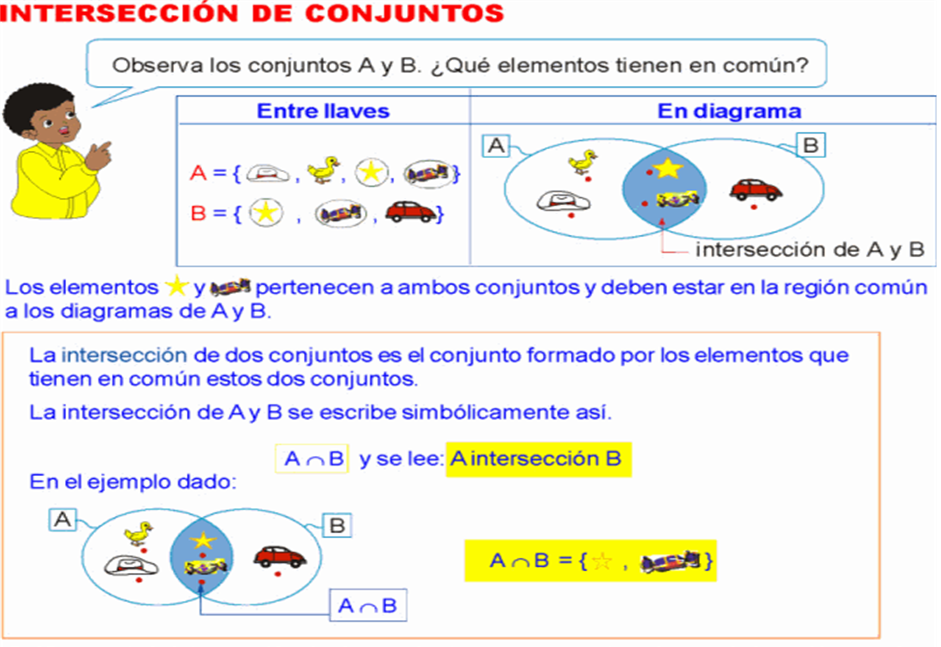 INTERSECCIÓN DE CONJUNTOS
Observa los conjuntos A y B. ¿Qué elementos tienen en común?
Entre llaves
En diagrama
A = { , , , }
B = { , , }
A
B
intersección de A y B
Los elementos y pertenecen a ambos conjuntos y deben estar en la región común
a los diagramas de A y B.
La intersección de dos conjuntos es el conjunto formado por los elementos que
tienen en común estos dos conjuntos.
La intersección de A y B se escribe simbólicamente así.
A ∩ B y se lee: A intersección B
En el ejemplo dado:
A
B
A ∩ B = { , }
A ∩ B